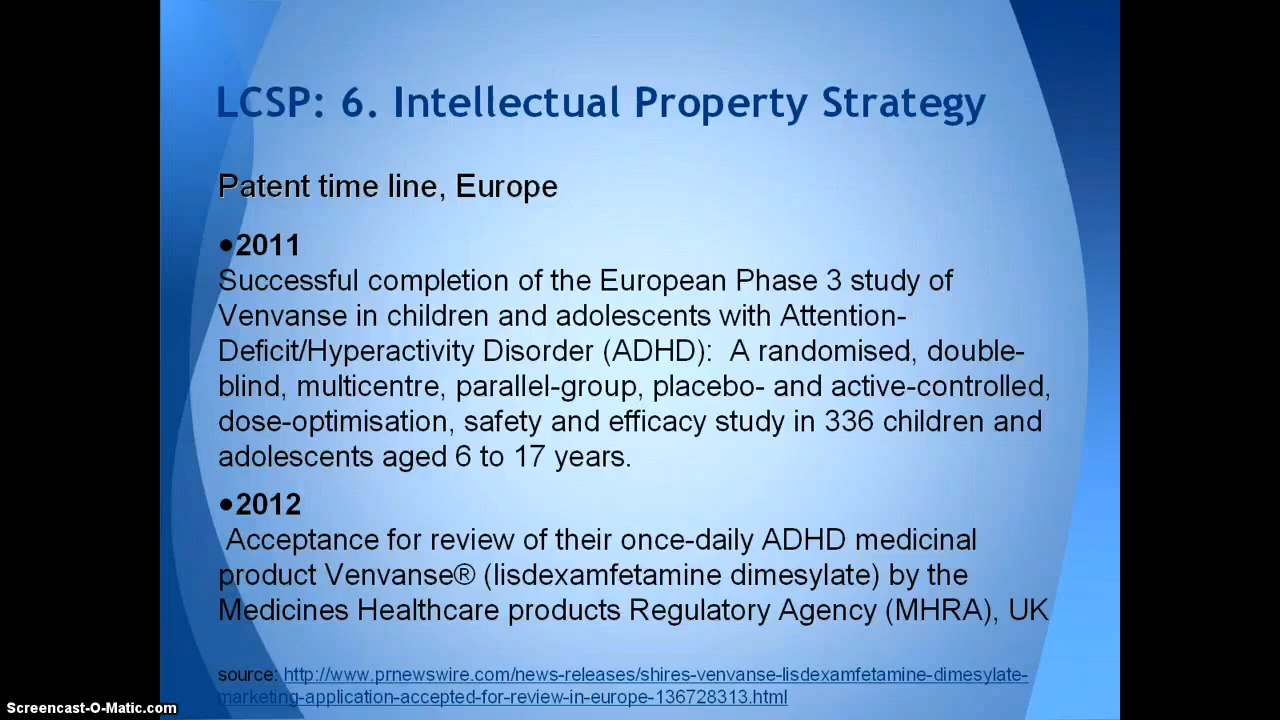 LCSP: 6. Intellectual Property Strategy
Patent time line, Europe
•2011
Successful completion of the European Phase 3 study of
Venvanse in children and adolescents with Attention-
Deficit/Hyperactivity Disorder (ADHD):  A randomised, double-
blind, multicentre, parallel-group, placebo- and active-controlled,
dose-optimisation, safety and efficacy study in 336 children and
adolescents aged 6 to 17 years.
•2012
Acceptance for review of their once-daily ADHD medicinal
product Venvanse® (lisdexamfetamine dimesylate) by the
Medicines Healthcare products Regulatory Agency (MHRA), UK
source: http://www.prnewswire.com/news-releases/shires-venvanse-lisdexamfetamine-dimesylate-
marketing-application-accepted-for-review-in-europe-136728313.html
Screencast-O-Matic.com